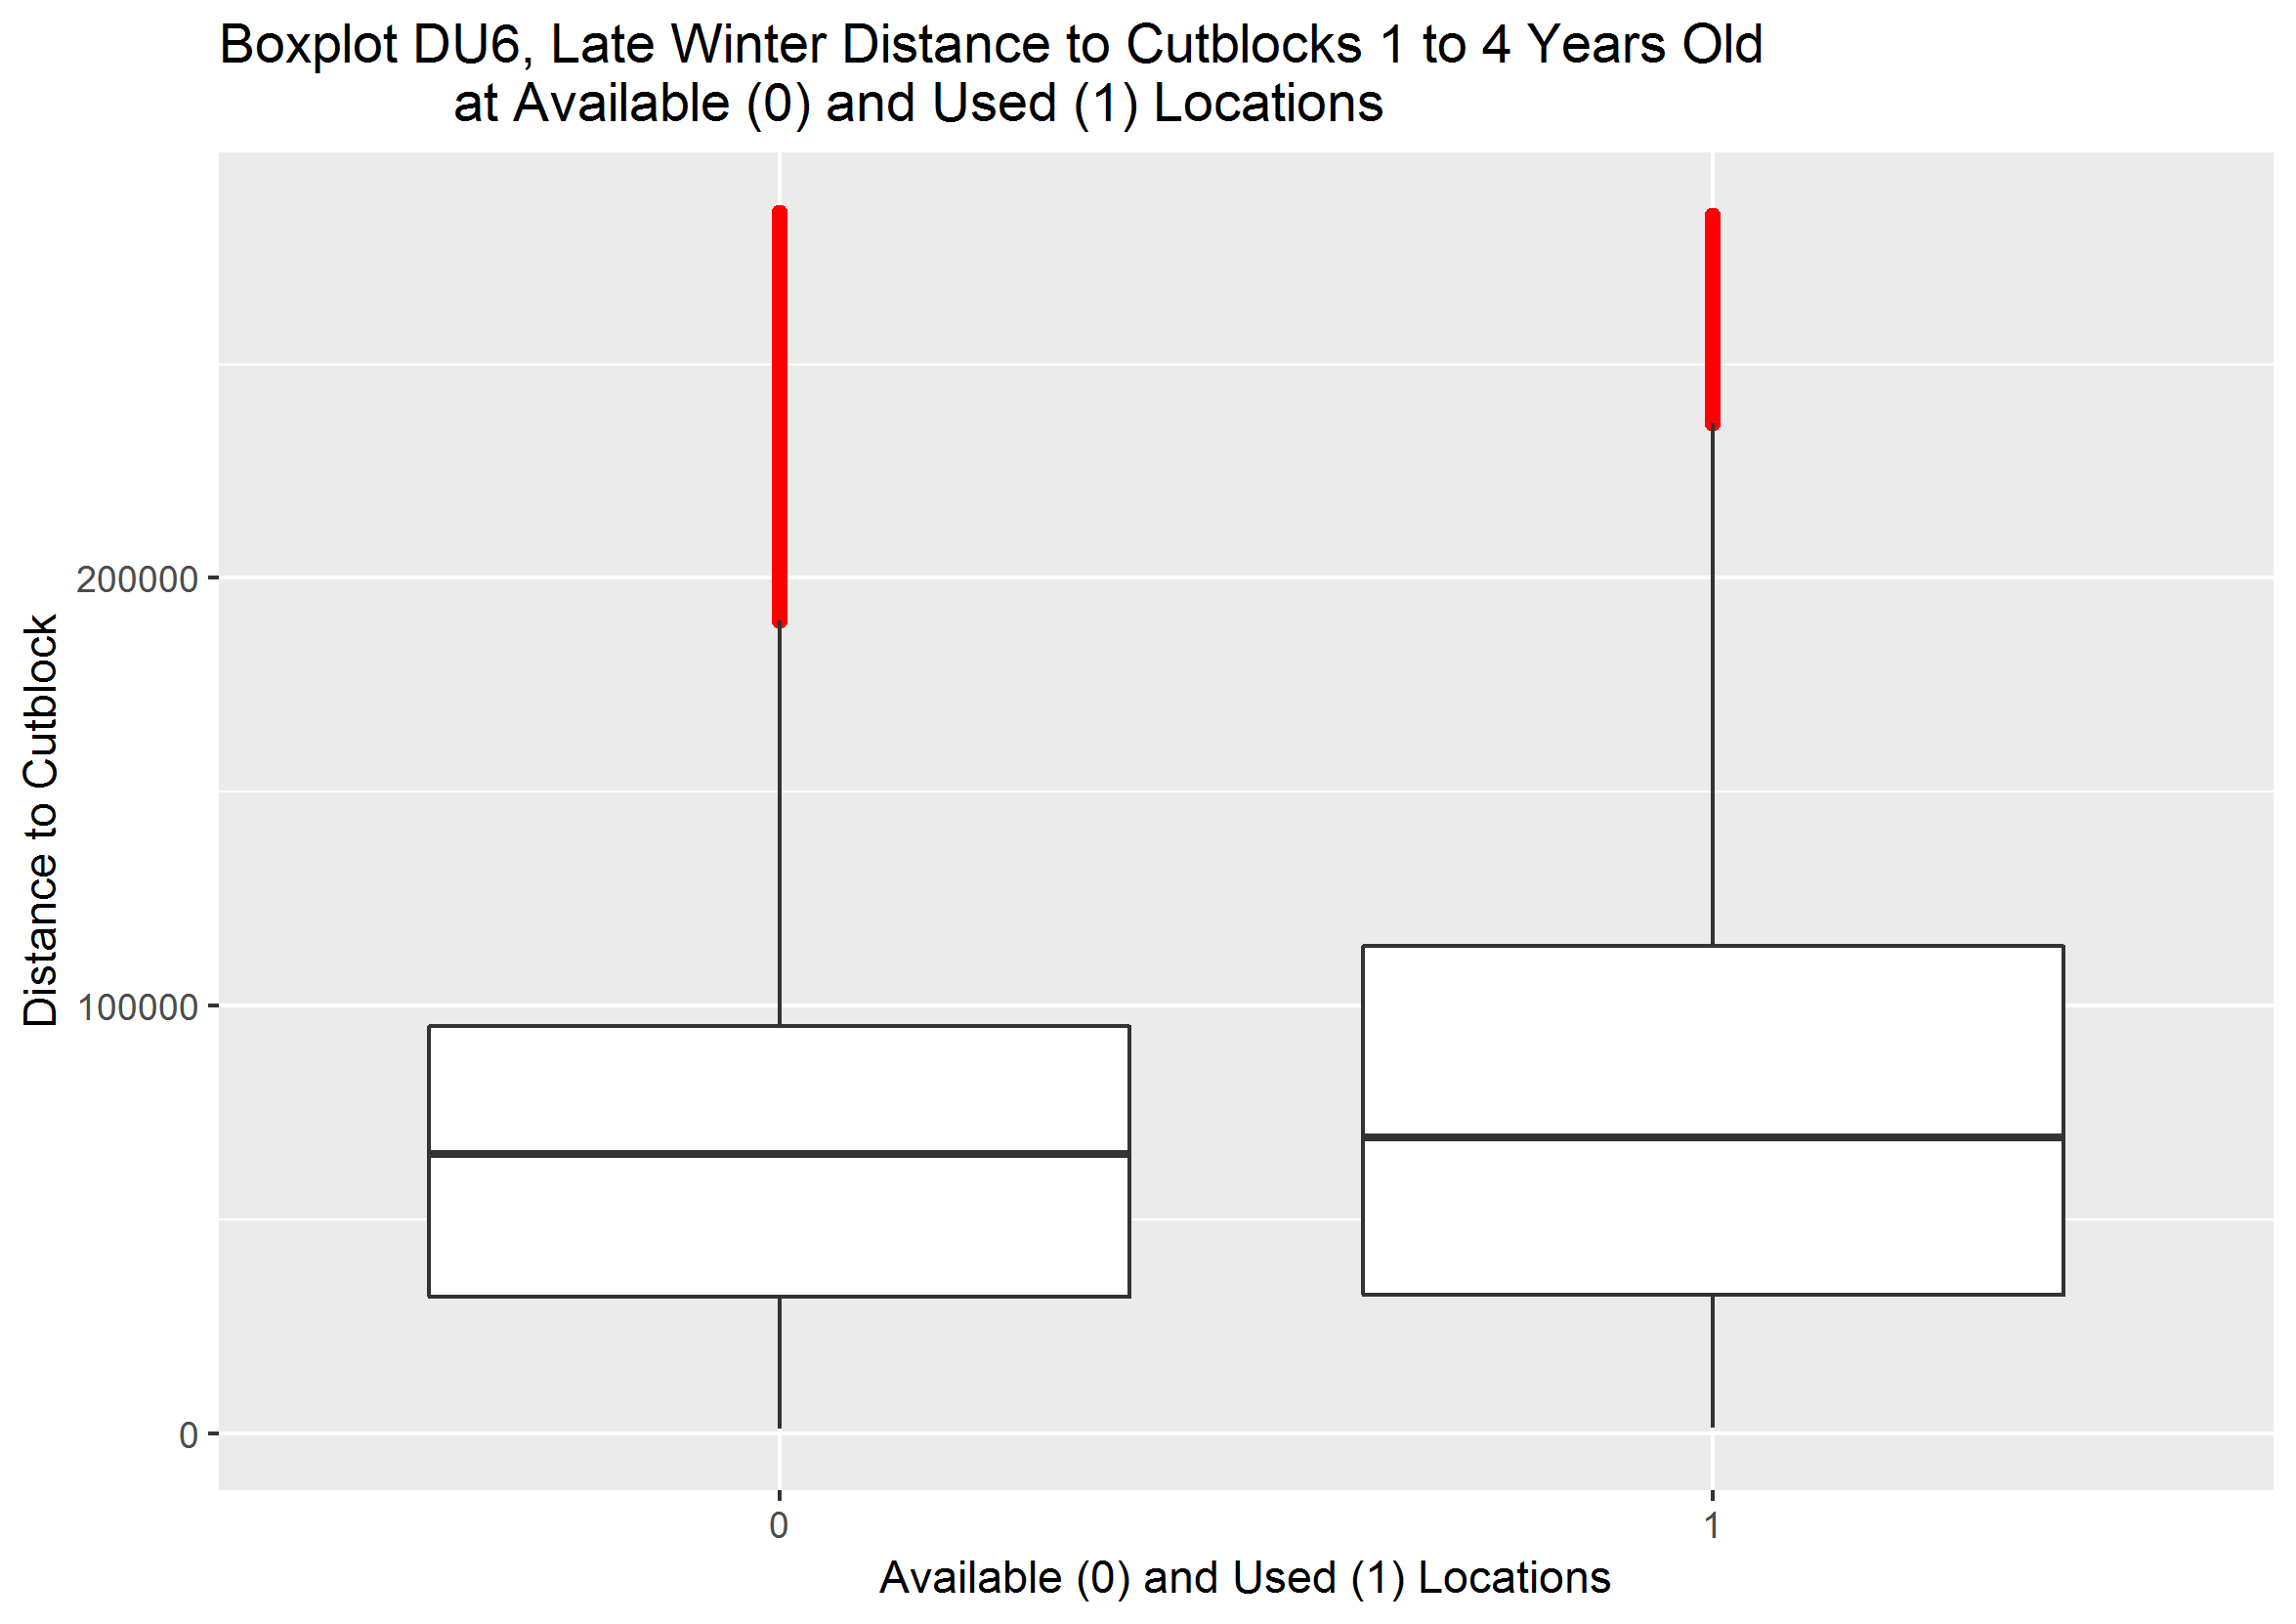 Boxplot DU6, Late Winter Distance to Cutblocks 1 to 4 Years Old
at Available (0) and Used (1) Locations
Distance to Cutblock
200000
100000
0
0
1
Available (0) and Used (1) Locations